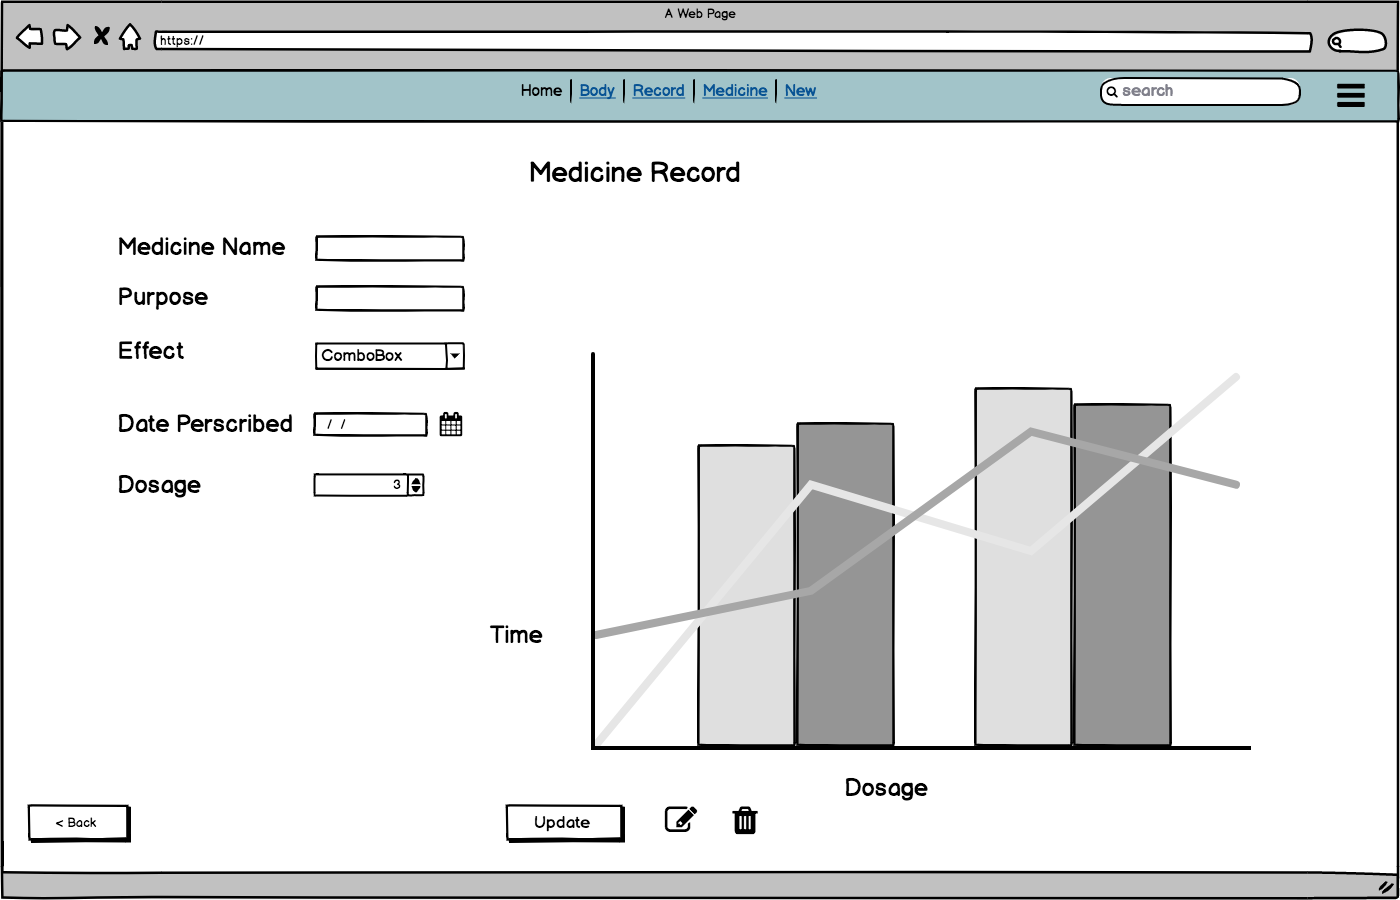 A Web Page
https://
Home Body Record Medicine New
search
Medicine Record
Medicine Name
Purpose
Effect ComboBox
Date Perscribed / /
Dosage 3
Time
Dosage
< Back
Update